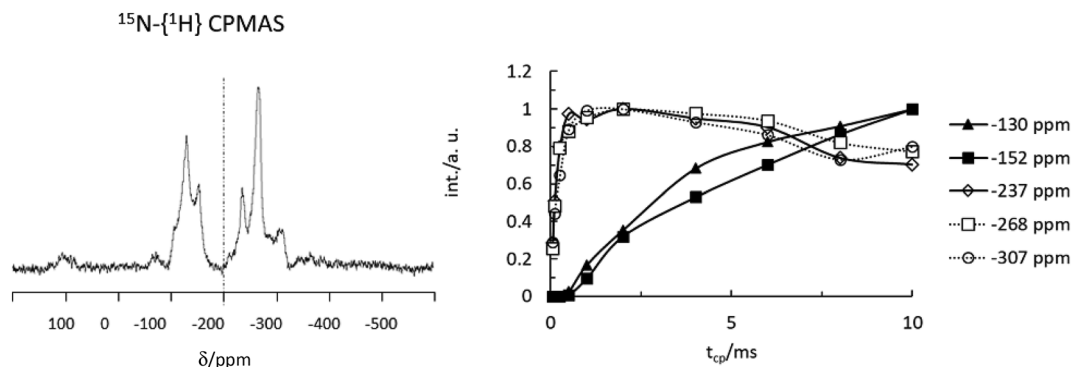 ¹⁵N-{¹H} CPMAS
100 0 -100 -200 -300 -400 -500
δ/ppm
int./a. u.
1.2
1
0.8
0.6
0.4
0.2
0
0 5 10
t_cp/ms
-130 ppm
-152 ppm
-237 ppm
-268 ppm
-307 ppm